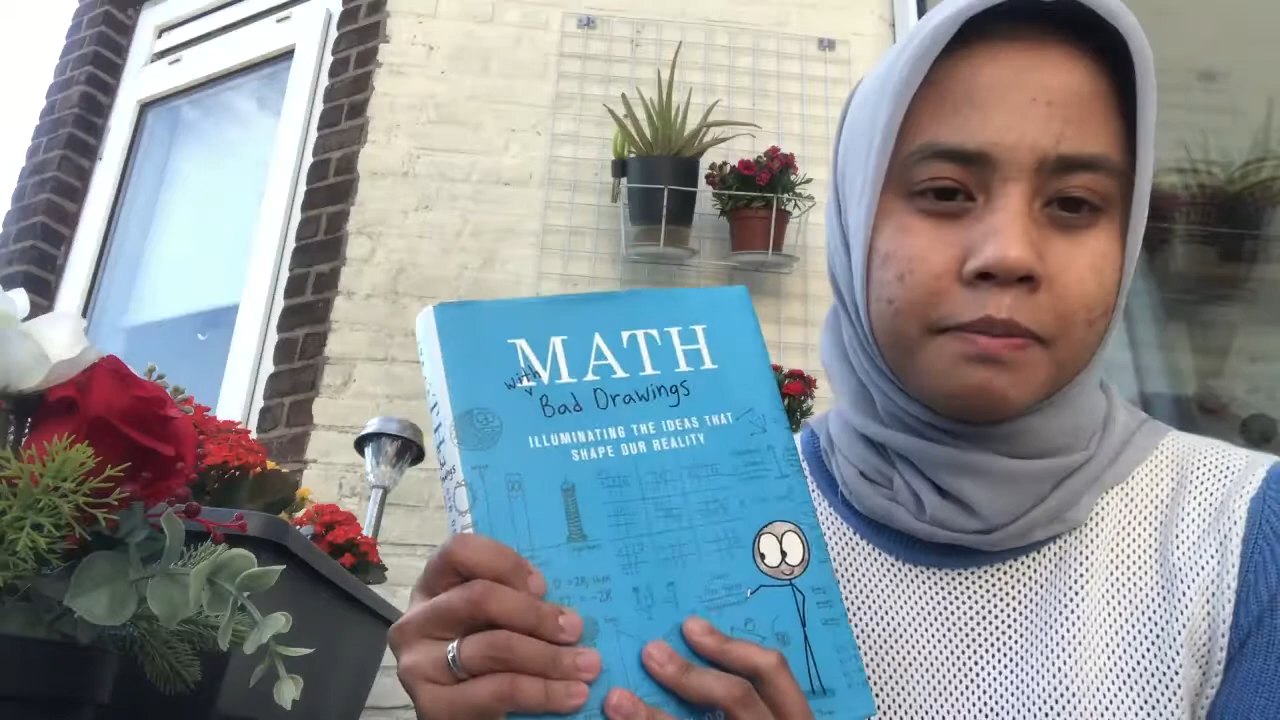 MATH
with
Bad Drawings
ILLUMINATING THE IDEAS THAT
SHAPE OUR REALITY